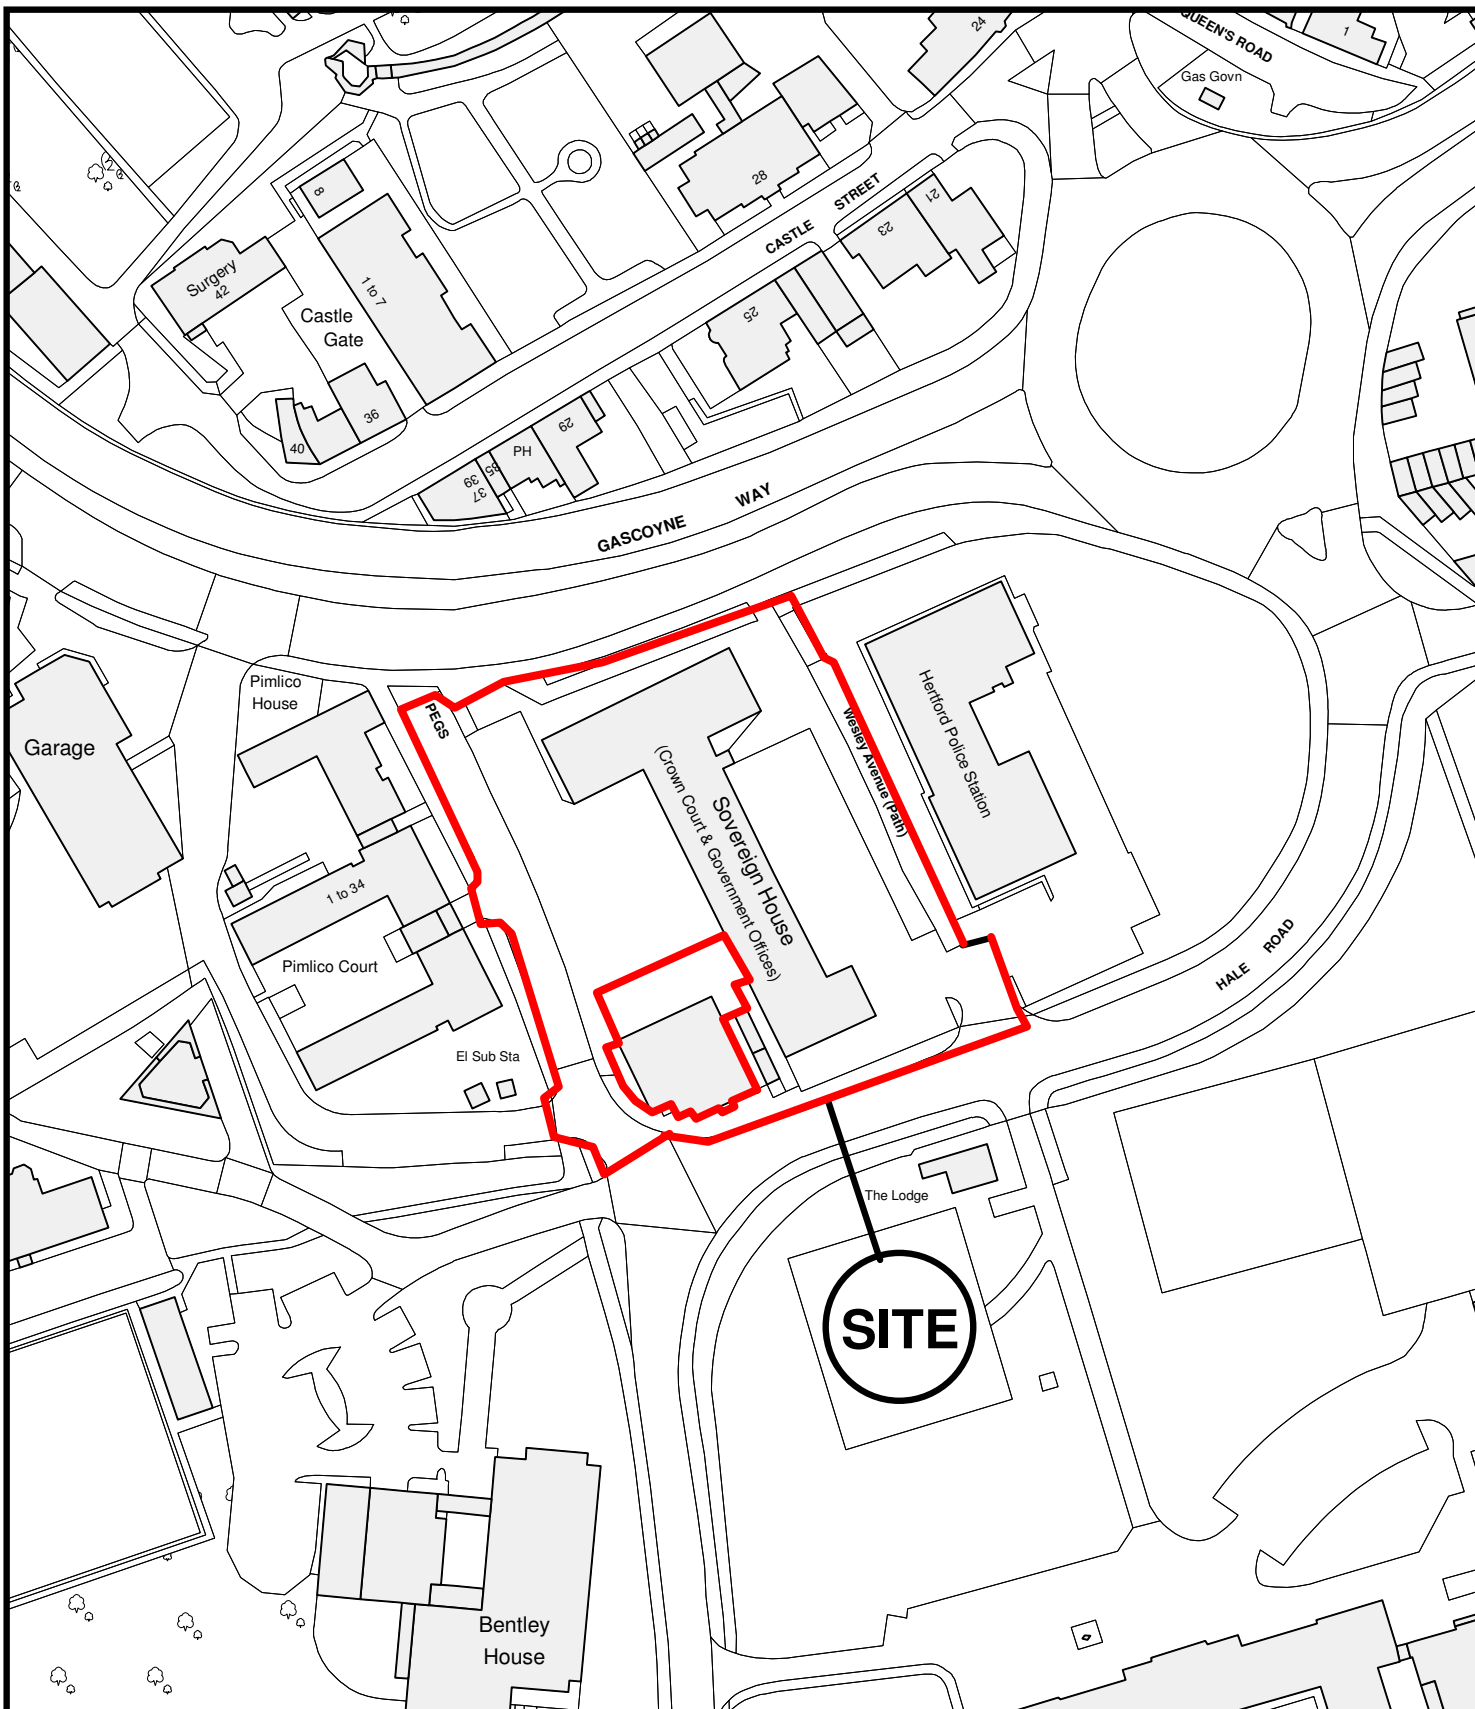 QUEEN'S ROAD
24
1
Gas Govn
8
28
CASTLE STREET
21
23
Surgery
42
1 to 7
Castle
Gate
25
36
40
29
PH
35
39
37
GASCOYNE WAY
Pimlico
House
PEGS
Garage
Wesley Avenue (Path)
Hertford Police Station
Sovereign House
(Crown Court & Government Offices)
1 to 34
Pimlico Court
HALE ROAD
El Sub Sta
The Lodge
SITE
Bentley
House